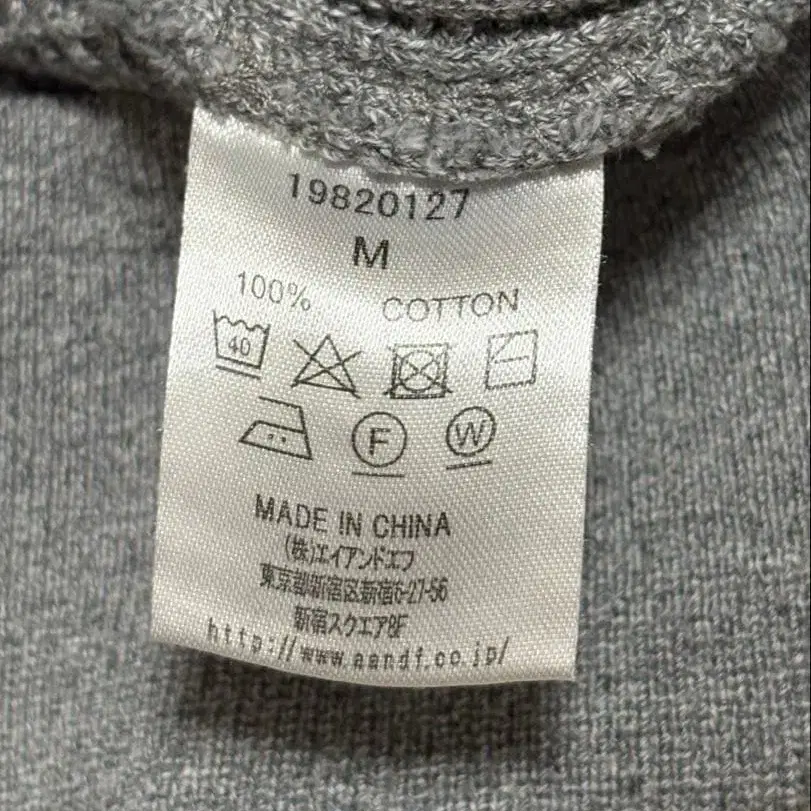 19820127
M
100% COTTON
40
F W
MADE IN CHINA
(株)エイアンドエフ
東京都新宿区新宿6-27-56
新宿スクエア8F
http://www.aandf.co.jp/